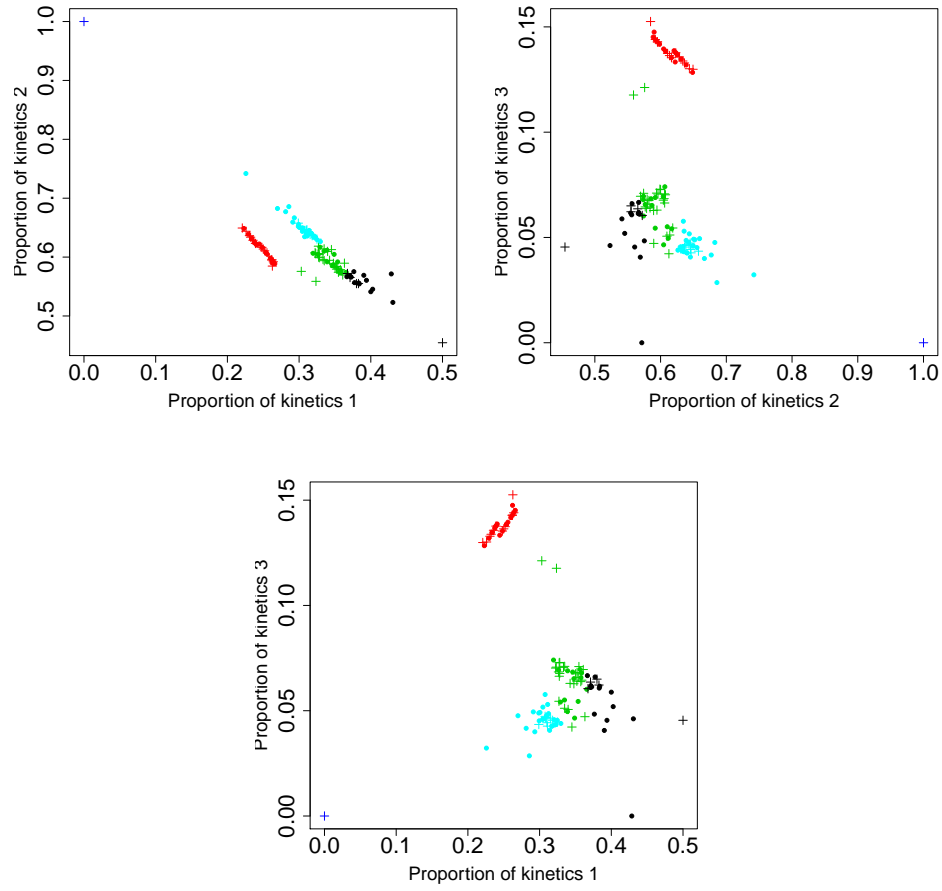 Proportion of kinetics 2
1.0
0.9
0.8
0.7
0.6
0.5
0.0 0.1 0.2 0.3 0.4 0.5
Proportion of kinetics 1
Proportion of kinetics 3
0.15
0.10
0.05
0.00
0.5 0.6 0.7 0.8 0.9 1.0
Proportion of kinetics 2
Proportion of kinetics 3
0.15
0.10
0.05
0.00
0.0 0.1 0.2 0.3 0.4 0.5
Proportion of kinetics 1